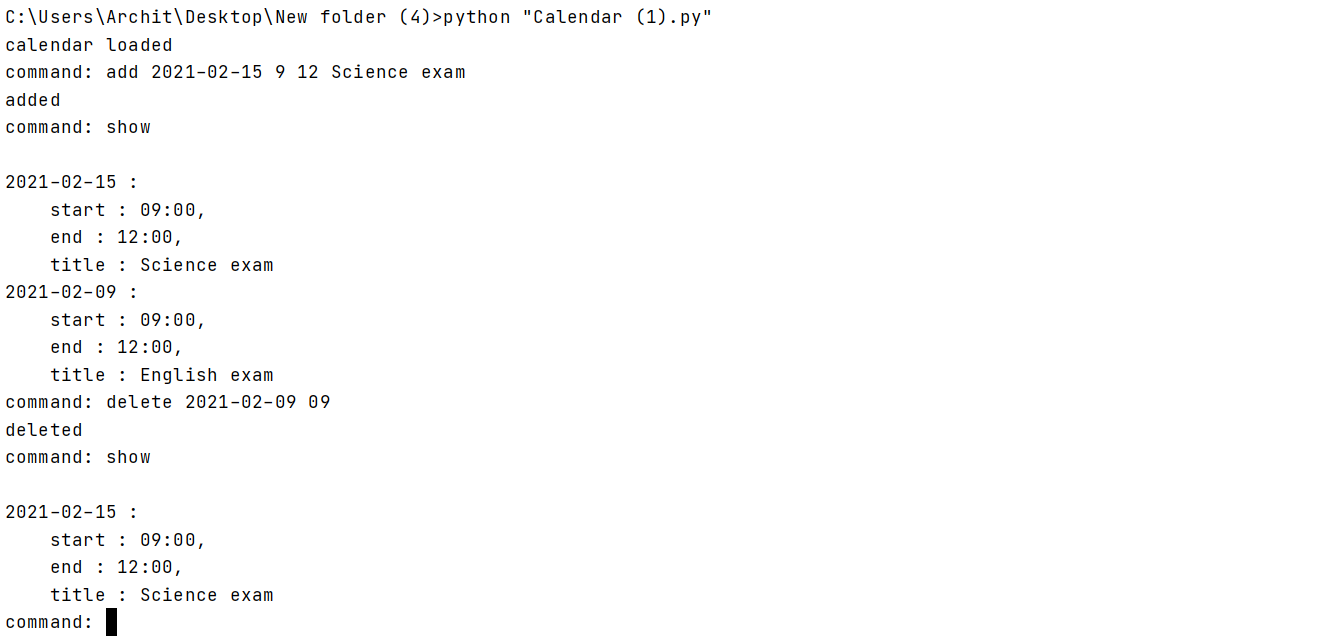 C:\Users\Archit\Desktop\New folder (4)>python "Calendar (1).py"
calendar loaded
command: add 2021-02-15 9 12 Science exam
added
command: show

2021-02-15 :
    start : 09:00,
    end : 12:00,
    title : Science exam
2021-02-09 :
    start : 09:00,
    end : 12:00,
    title : English exam
command: delete 2021-02-09 09
deleted
command: show

2021-02-15 :
    start : 09:00,
    end : 12:00,
    title : Science exam
command: